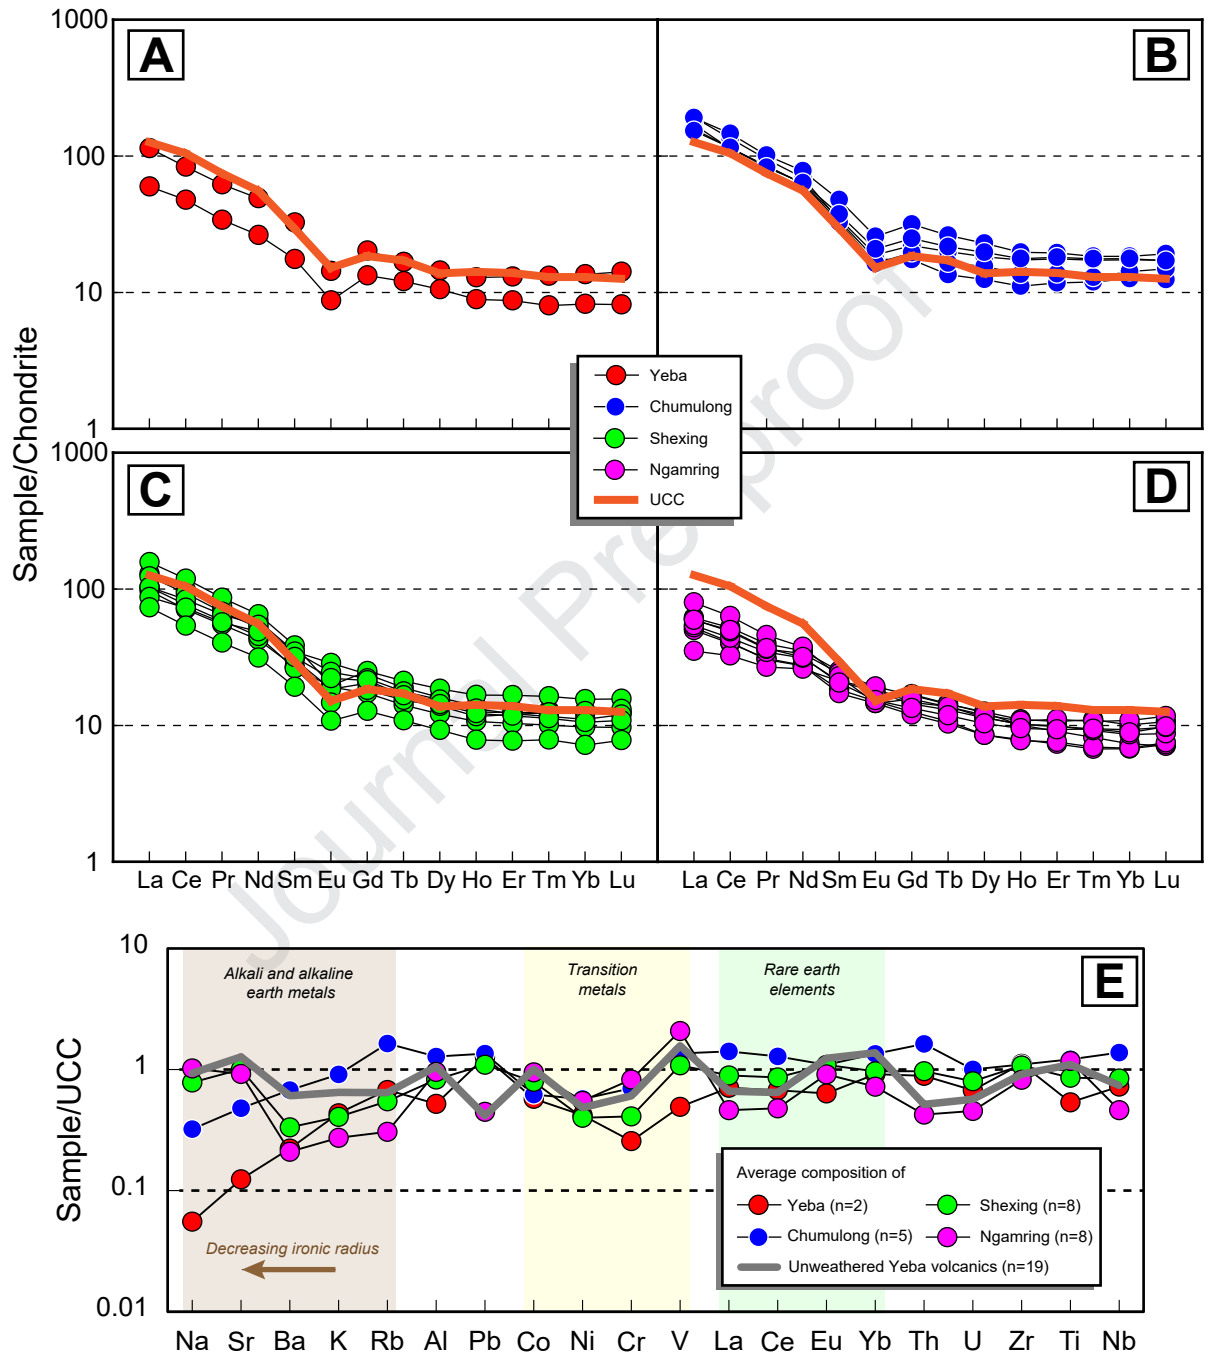 1000
A
B
100
10
1
Sample/Chondrite
Yeba
Chumulong
Shexing
Ngamring
UCC
1000
C
D
100
10
1
La Ce Pr Nd Sm Eu Gd Tb Dy Ho Er Tm Yb Lu
La Ce Pr Nd Sm Eu Gd Tb Dy Ho Er Tm Yb Lu
Journal Pre-proof
10
Alkali and alkaline
earth metals
Transition
metals
Rare earth
elements
E
1
Sample/UCC
0.1
Average composition of
Yeba (n=2)
Shexing (n=8)
Chumulong (n=5)
Ngamring (n=8)
Unweathered Yeba volcanics (n=19)
Decreasing ironic radius
0.01
Na Sr Ba K Rb Al Pb Co Ni Cr V La Ce Eu Yb Th U Zr Ti Nb